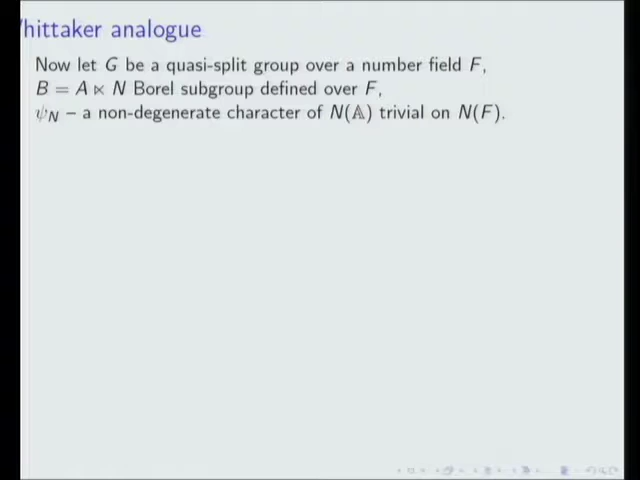 hittaker analogue
Now let G be a quasi-split group over a number field F,
B = A ⋉ N Borel subgroup defined over F,
ψ_N – a non-degenerate character of N(𝔸) trivial on N(F).